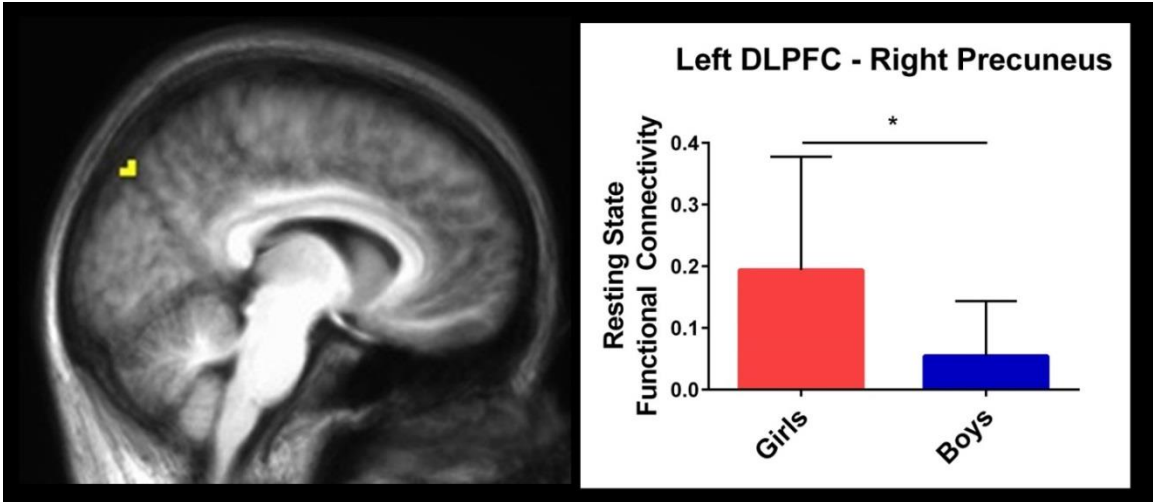 Left DLPFC - Right Precuneus
*
Resting State
Functional Connectivity
0.4
0.3
0.2
0.1
0.0
Girls
Boys